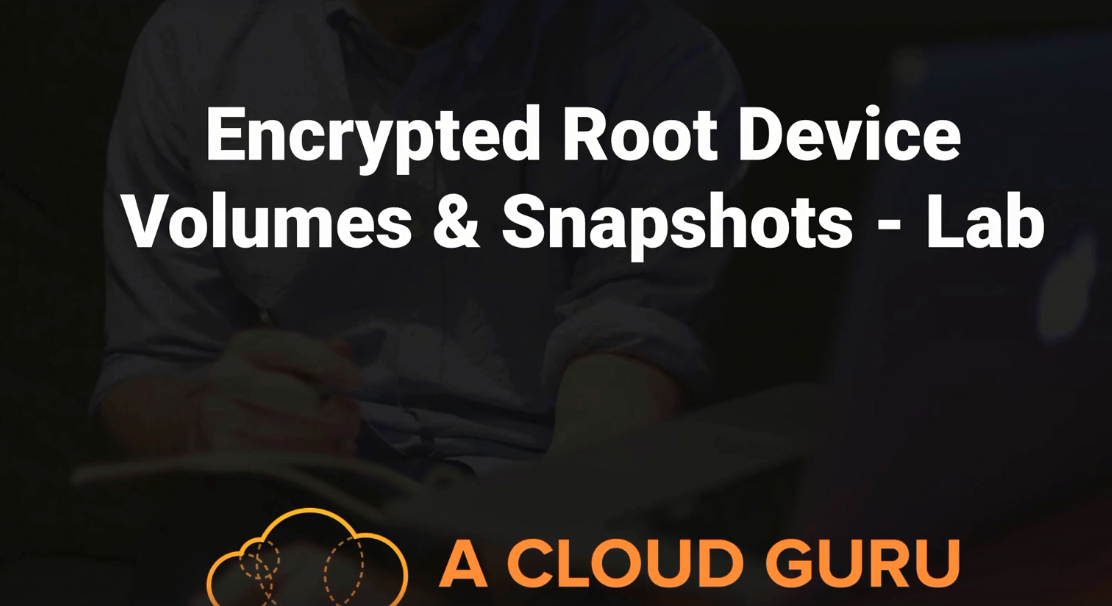 Encrypted Root Device
Volumes & Snapshots - Lab
A CLOUD GURU